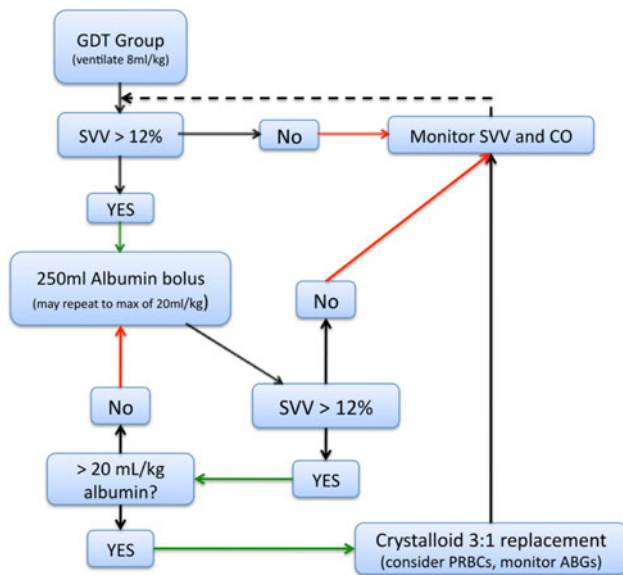 GDT Group
(ventilate 8ml/kg)
SVV > 12%
No
Monitor SVV and CO
YES
250ml Albumin bolus
(may repeat to max of 20ml/kg)
No
No
SVV > 12%
> 20 mL/kg
albumin?
YES
YES
Crystalloid 3:1 replacement
(consider PRBCs, monitor ABGs)